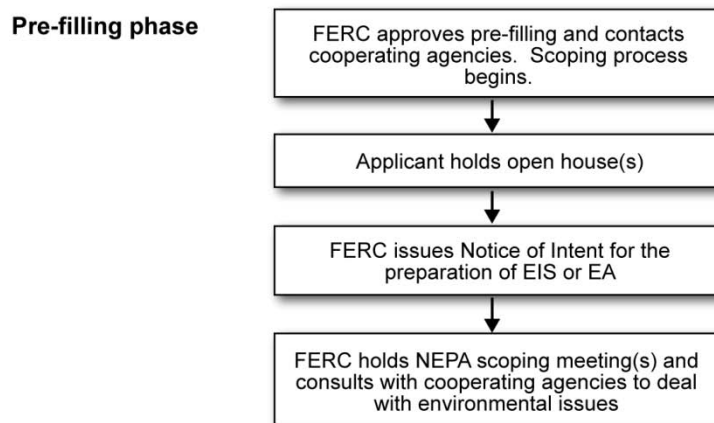 Pre-filling phase
FERC approves pre-filling and contacts
cooperating agencies.  Scoping process
begins.
Applicant holds open house(s)
FERC issues Notice of Intent for the
preparation of EIS or EA
FERC holds NEPA scoping meeting(s) and
consults with cooperating agencies to deal
with environmental issues